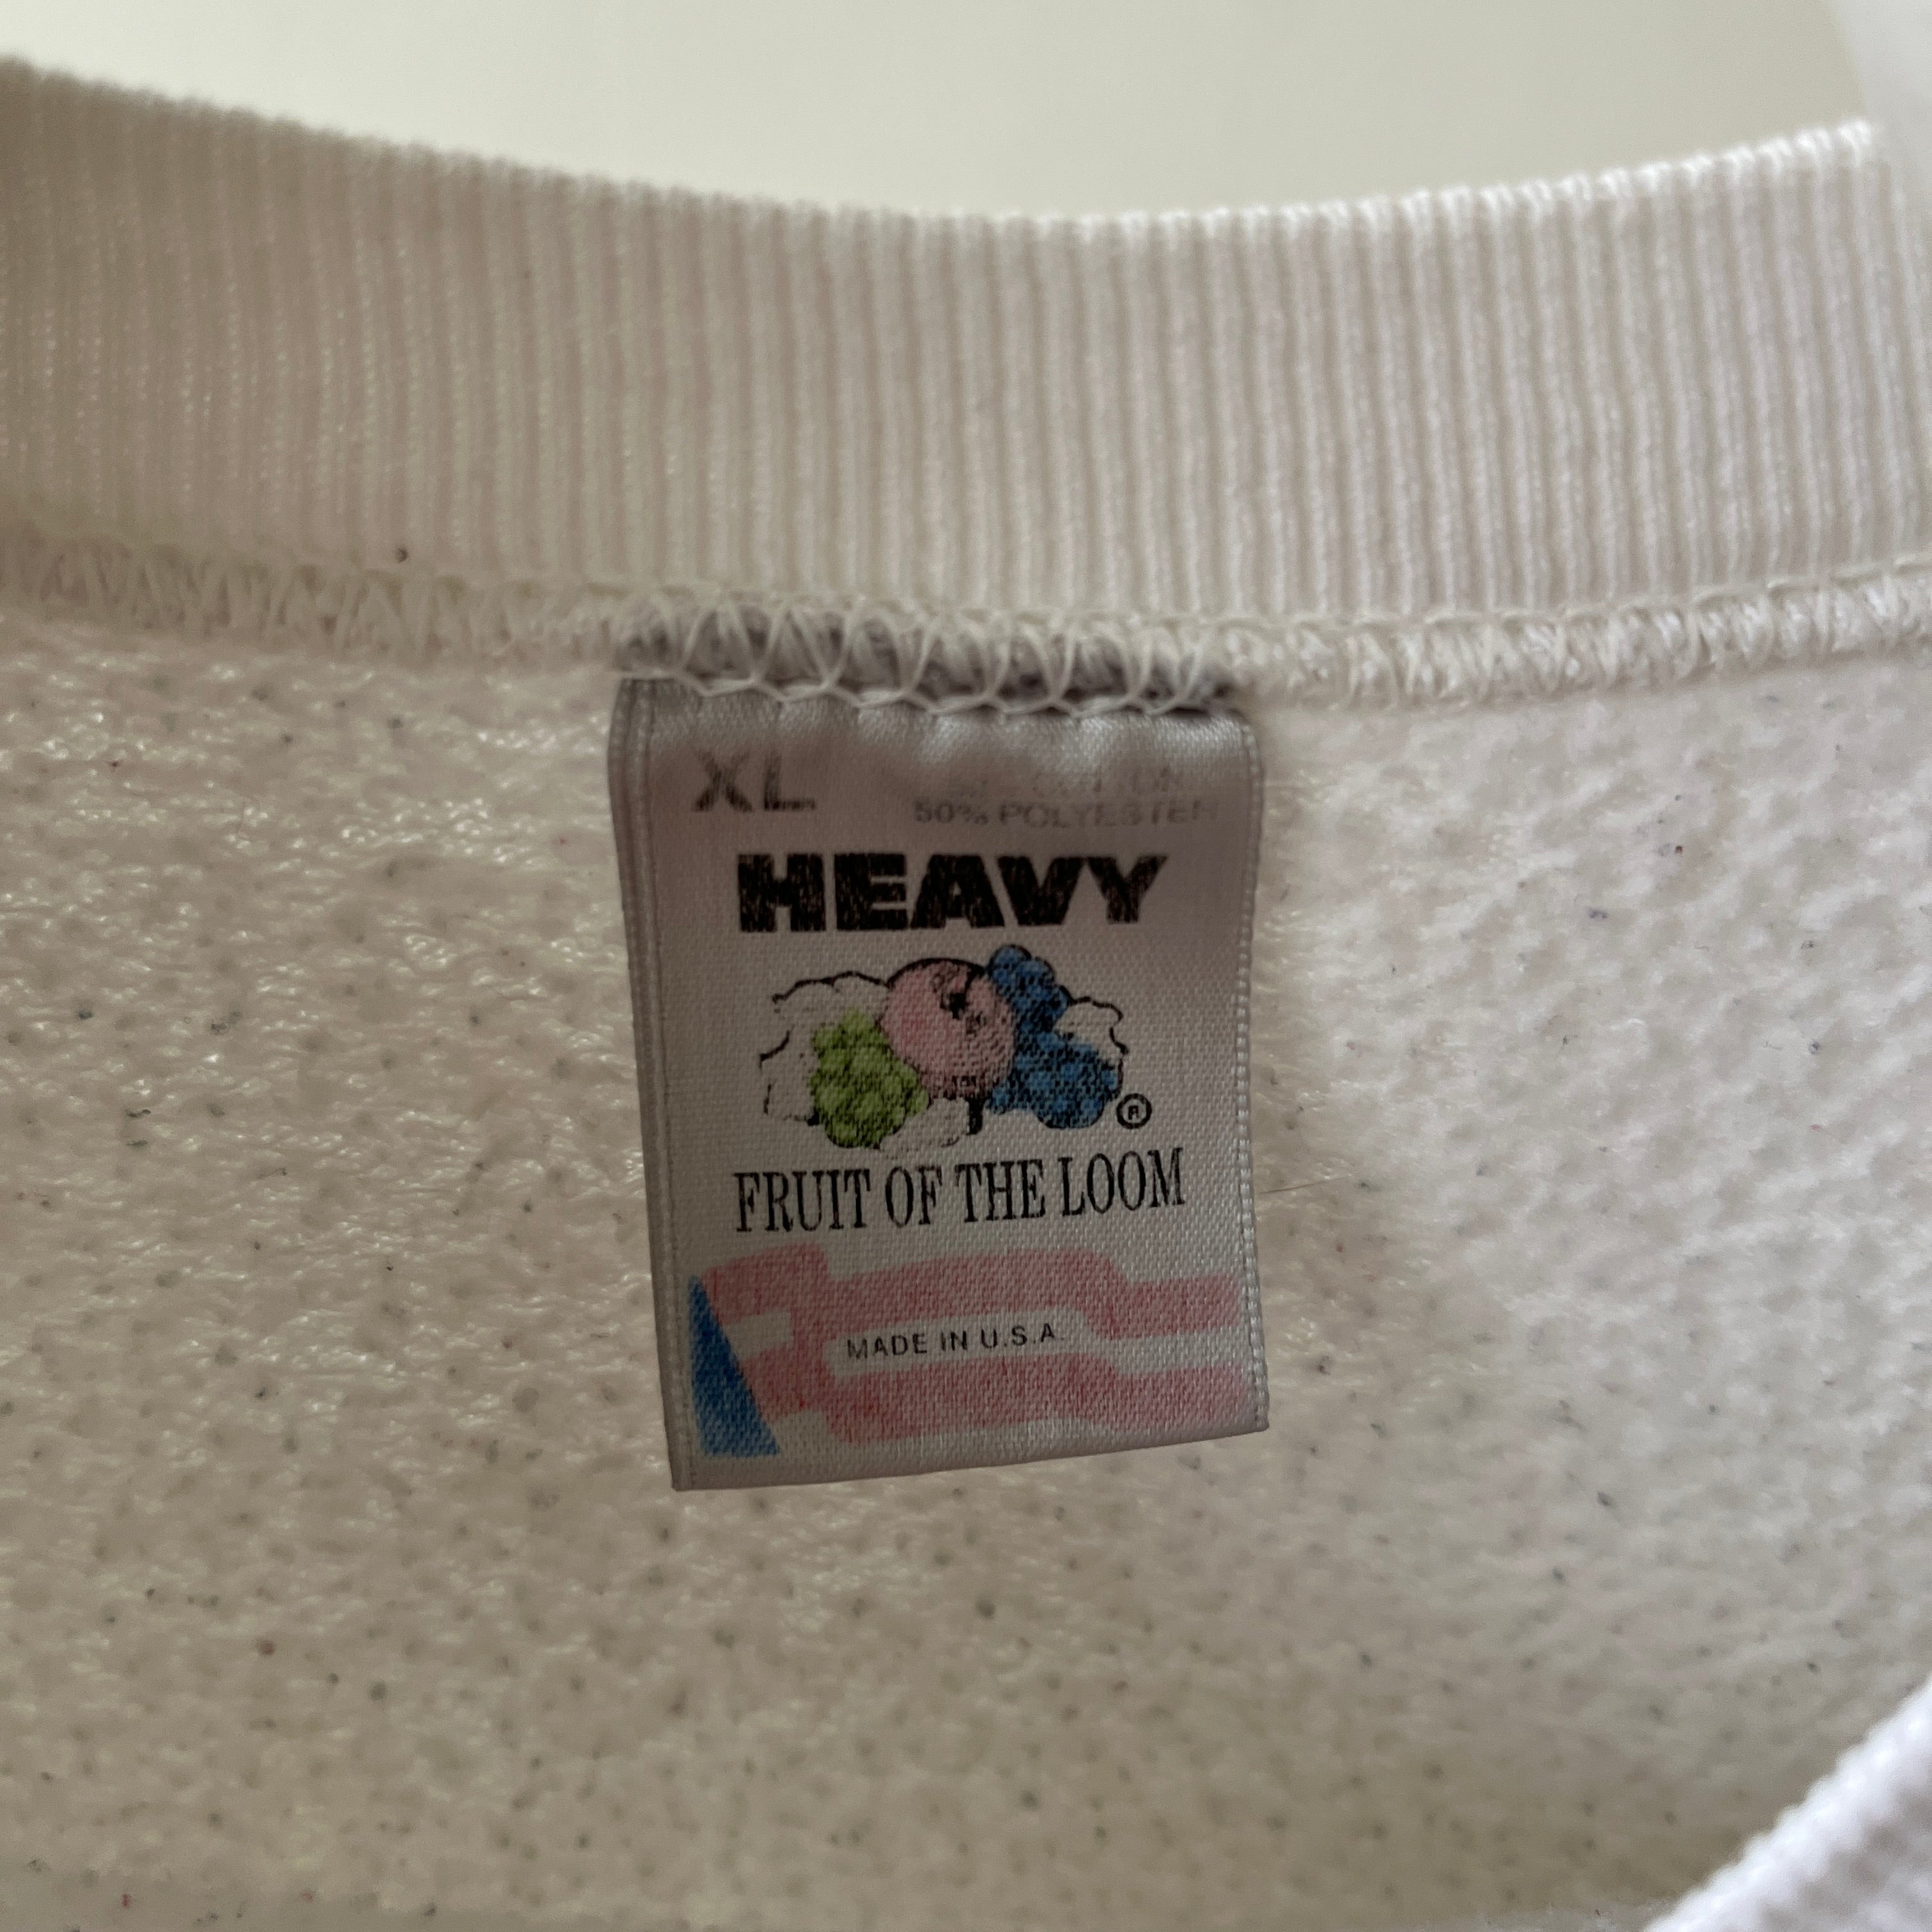 XL
50% POLYESTER
HEAVY
®
FRUIT OF THE LOOM
MADE IN U.S.A.